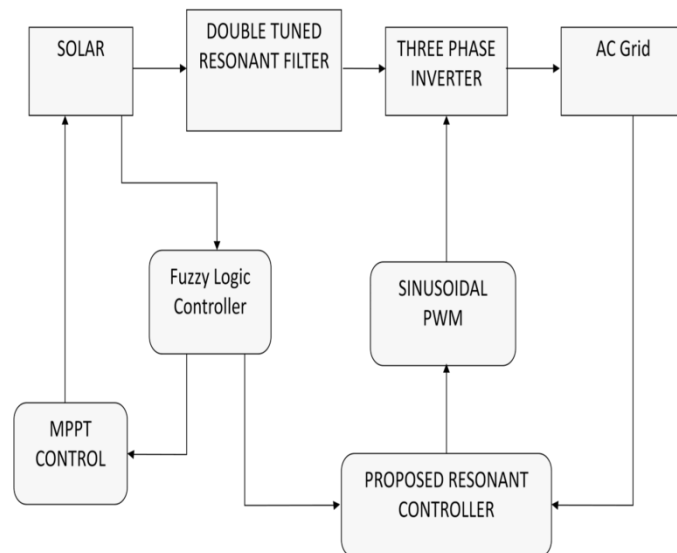 SOLAR
DOUBLE TUNED
RESONANT FILTER
THREE PHASE
INVERTER
AC Grid
Fuzzy Logic
Controller
SINUSOIDAL
PWM
MPPT
CONTROL
PROPOSED RESONANT
CONTROLLER